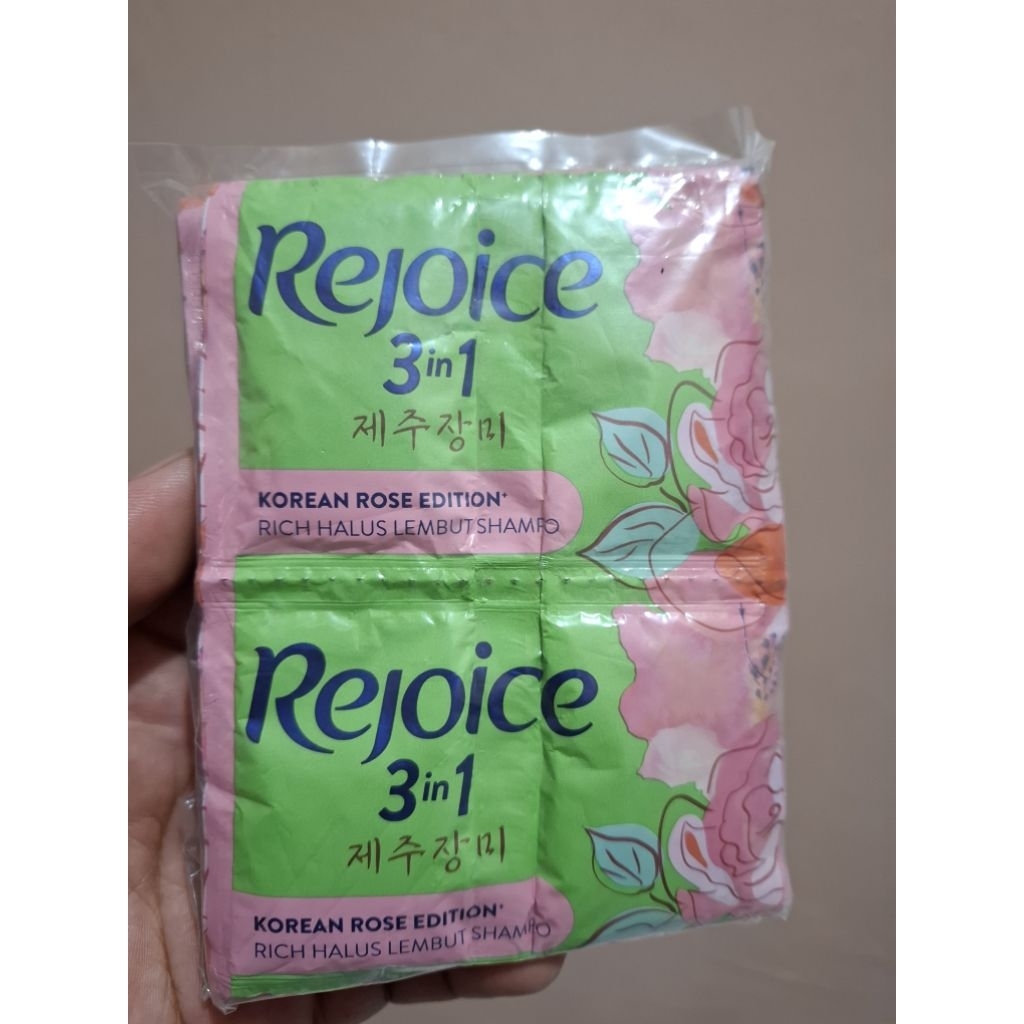 Rejoice
3in1
제주장미
KOREAN ROSE EDITION+
RICH HALUS LEMBUT SHAMPO
Rejoice
3in1
제주장미
KOREAN ROSE EDITION+
RICH HALUS LEMBUT SHAMPO